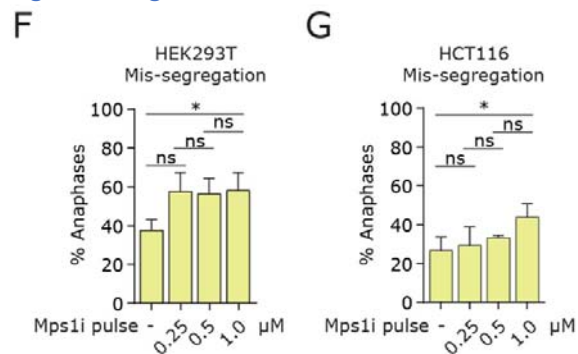 F
HEK293T
Mis-segregation
% Anaphases
100
80
60
40
20
0
*
ns
ns
ns
Mps1i pulse - 0.25 0.5 1.0 µM
G
HCT116
Mis-segregation
% Anaphases
100
80
60
40
20
0
*
ns
ns
ns
Mps1i pulse - 0.25 0.5 1.0 µM